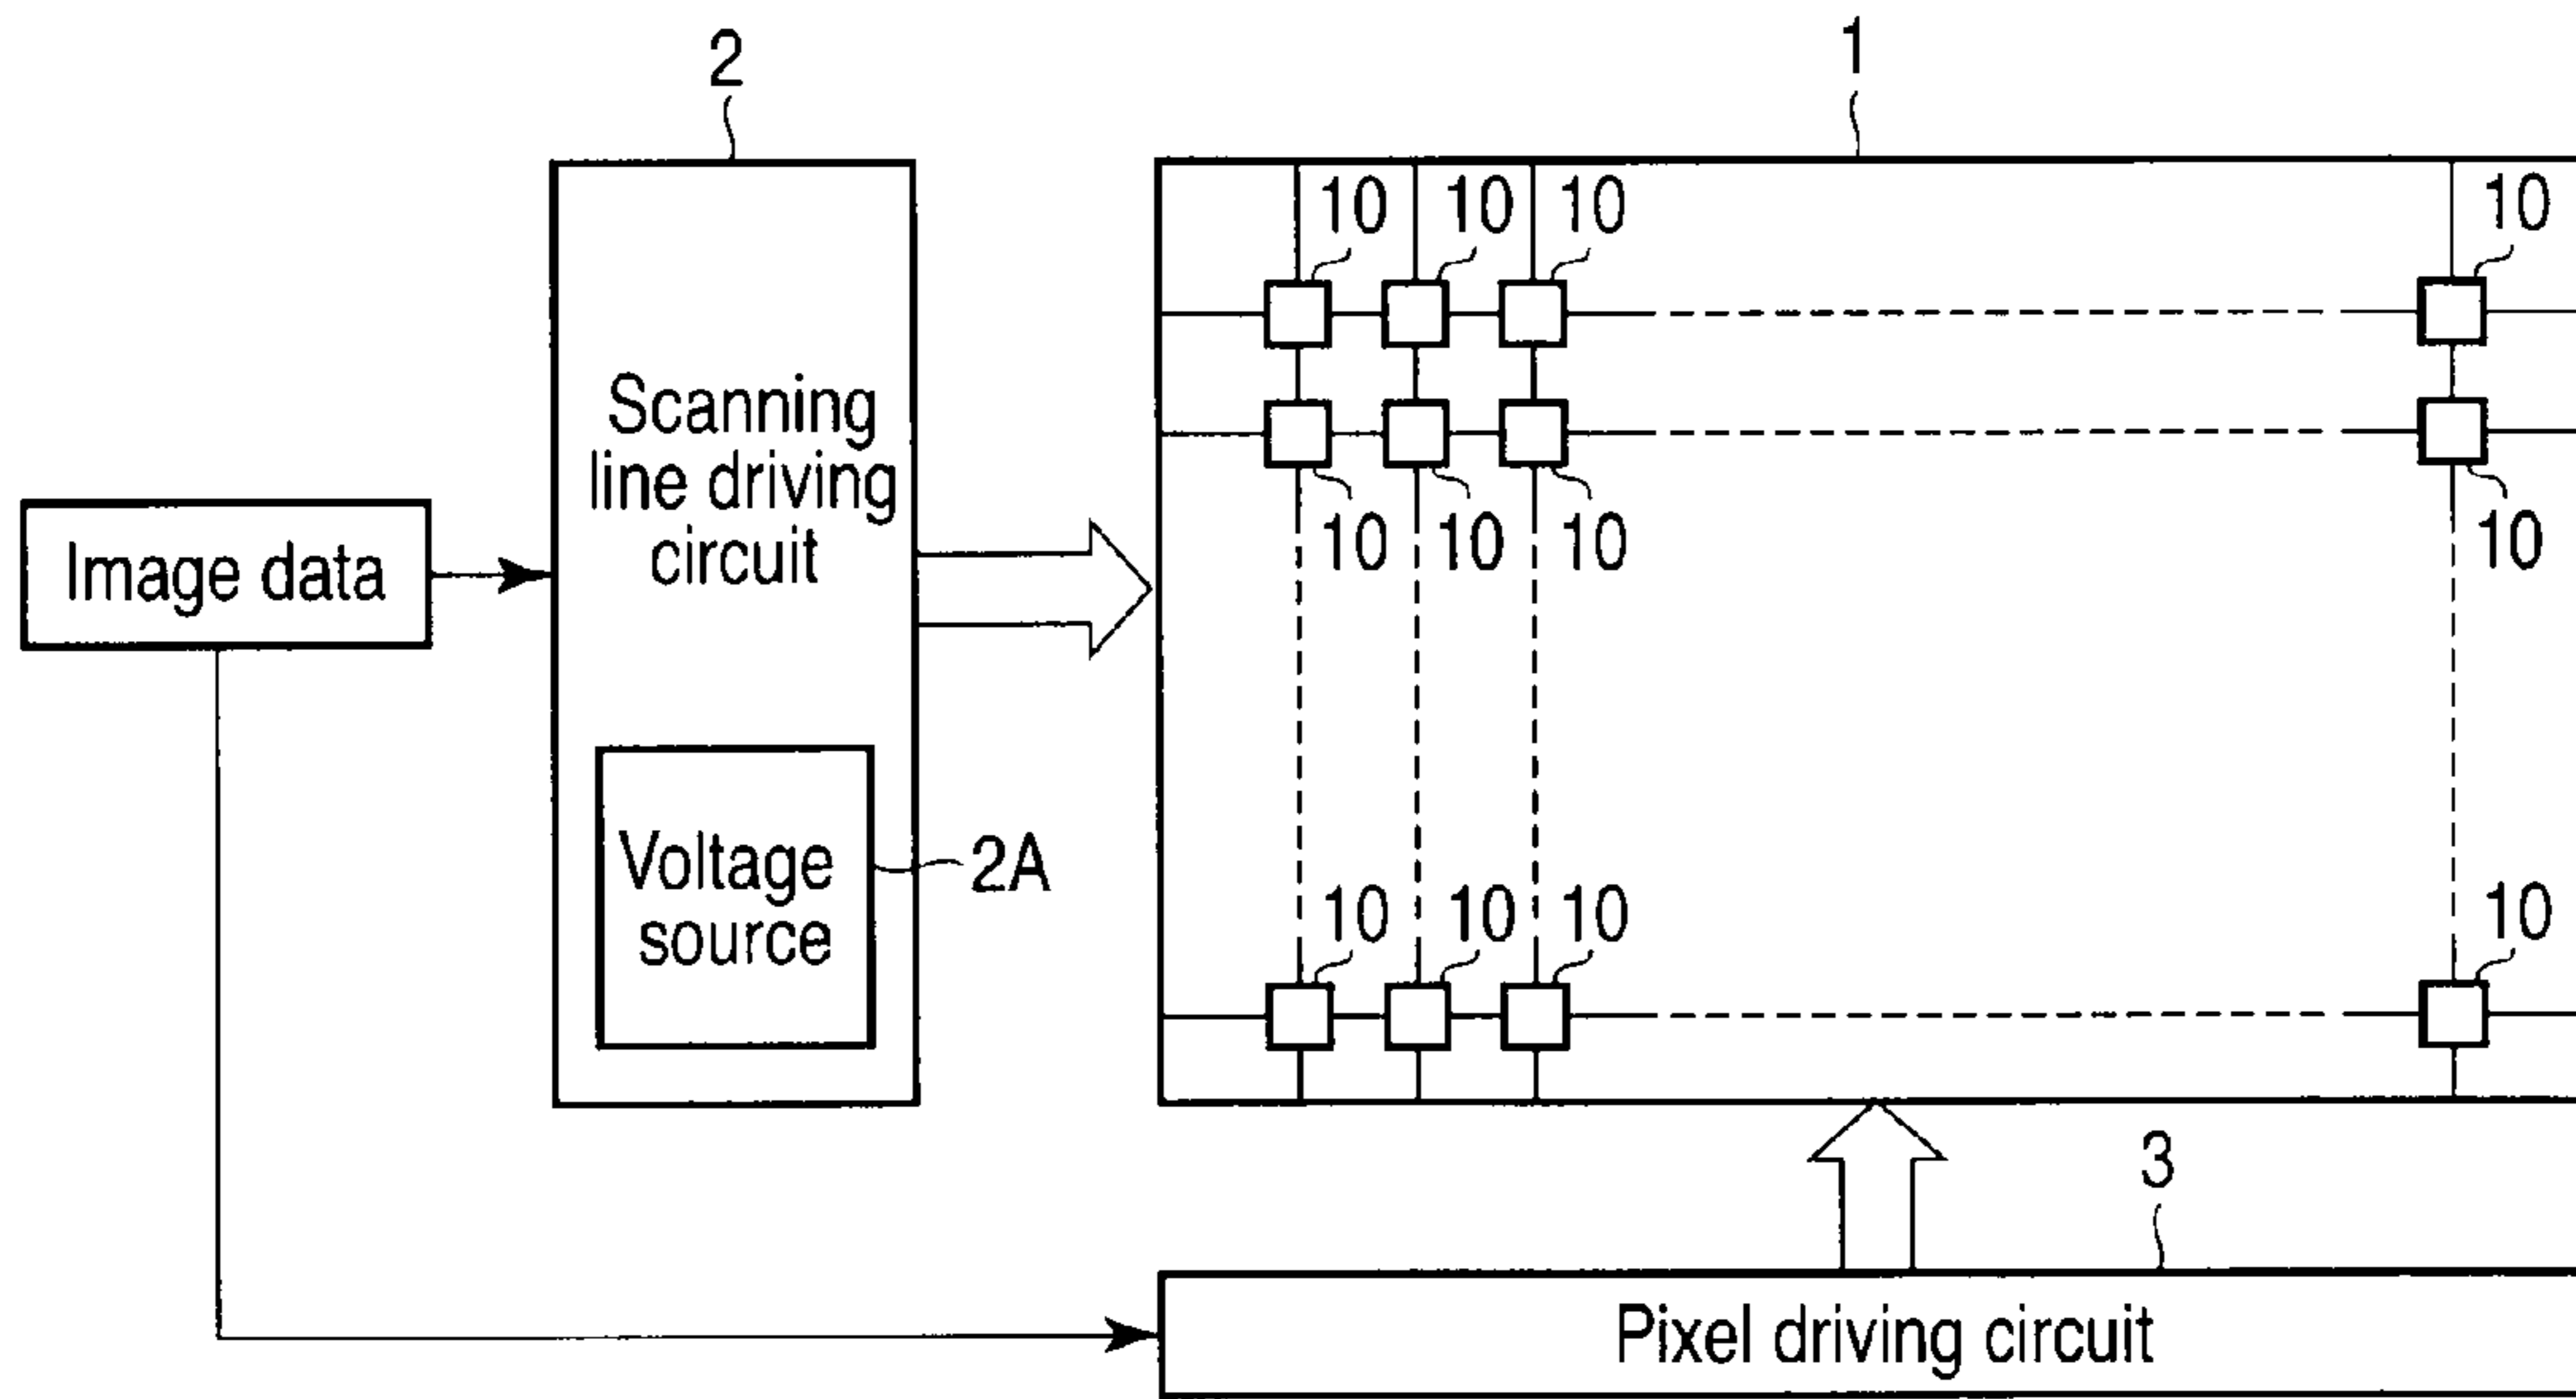 2
1
10 10 10 10
Scanning
line driving
circuit
Image data
10 10 10 10
Voltage
source
2A
10 10 10 10
3
Pixel driving circuit